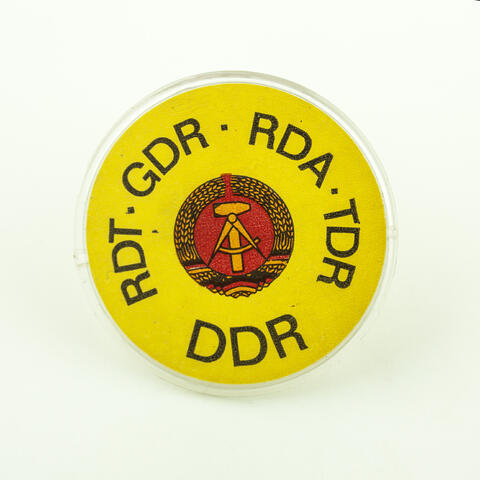 RDT · GDR · RDA · TDR
DDR